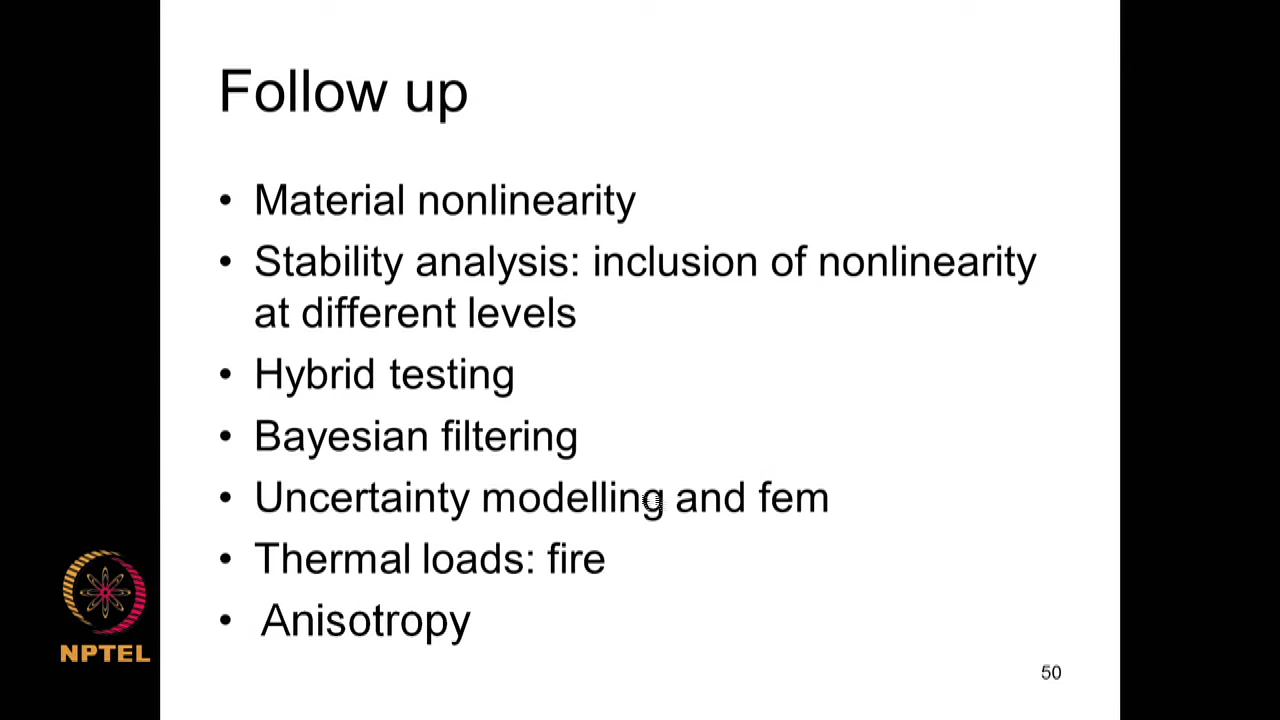 Follow up
• Material nonlinearity
• Stability analysis: inclusion of nonlinearity
at different levels
• Hybrid testing
• Bayesian filtering
• Uncertainty modelling and fem
• Thermal loads: fire
• Anisotropy
NPTEL
50